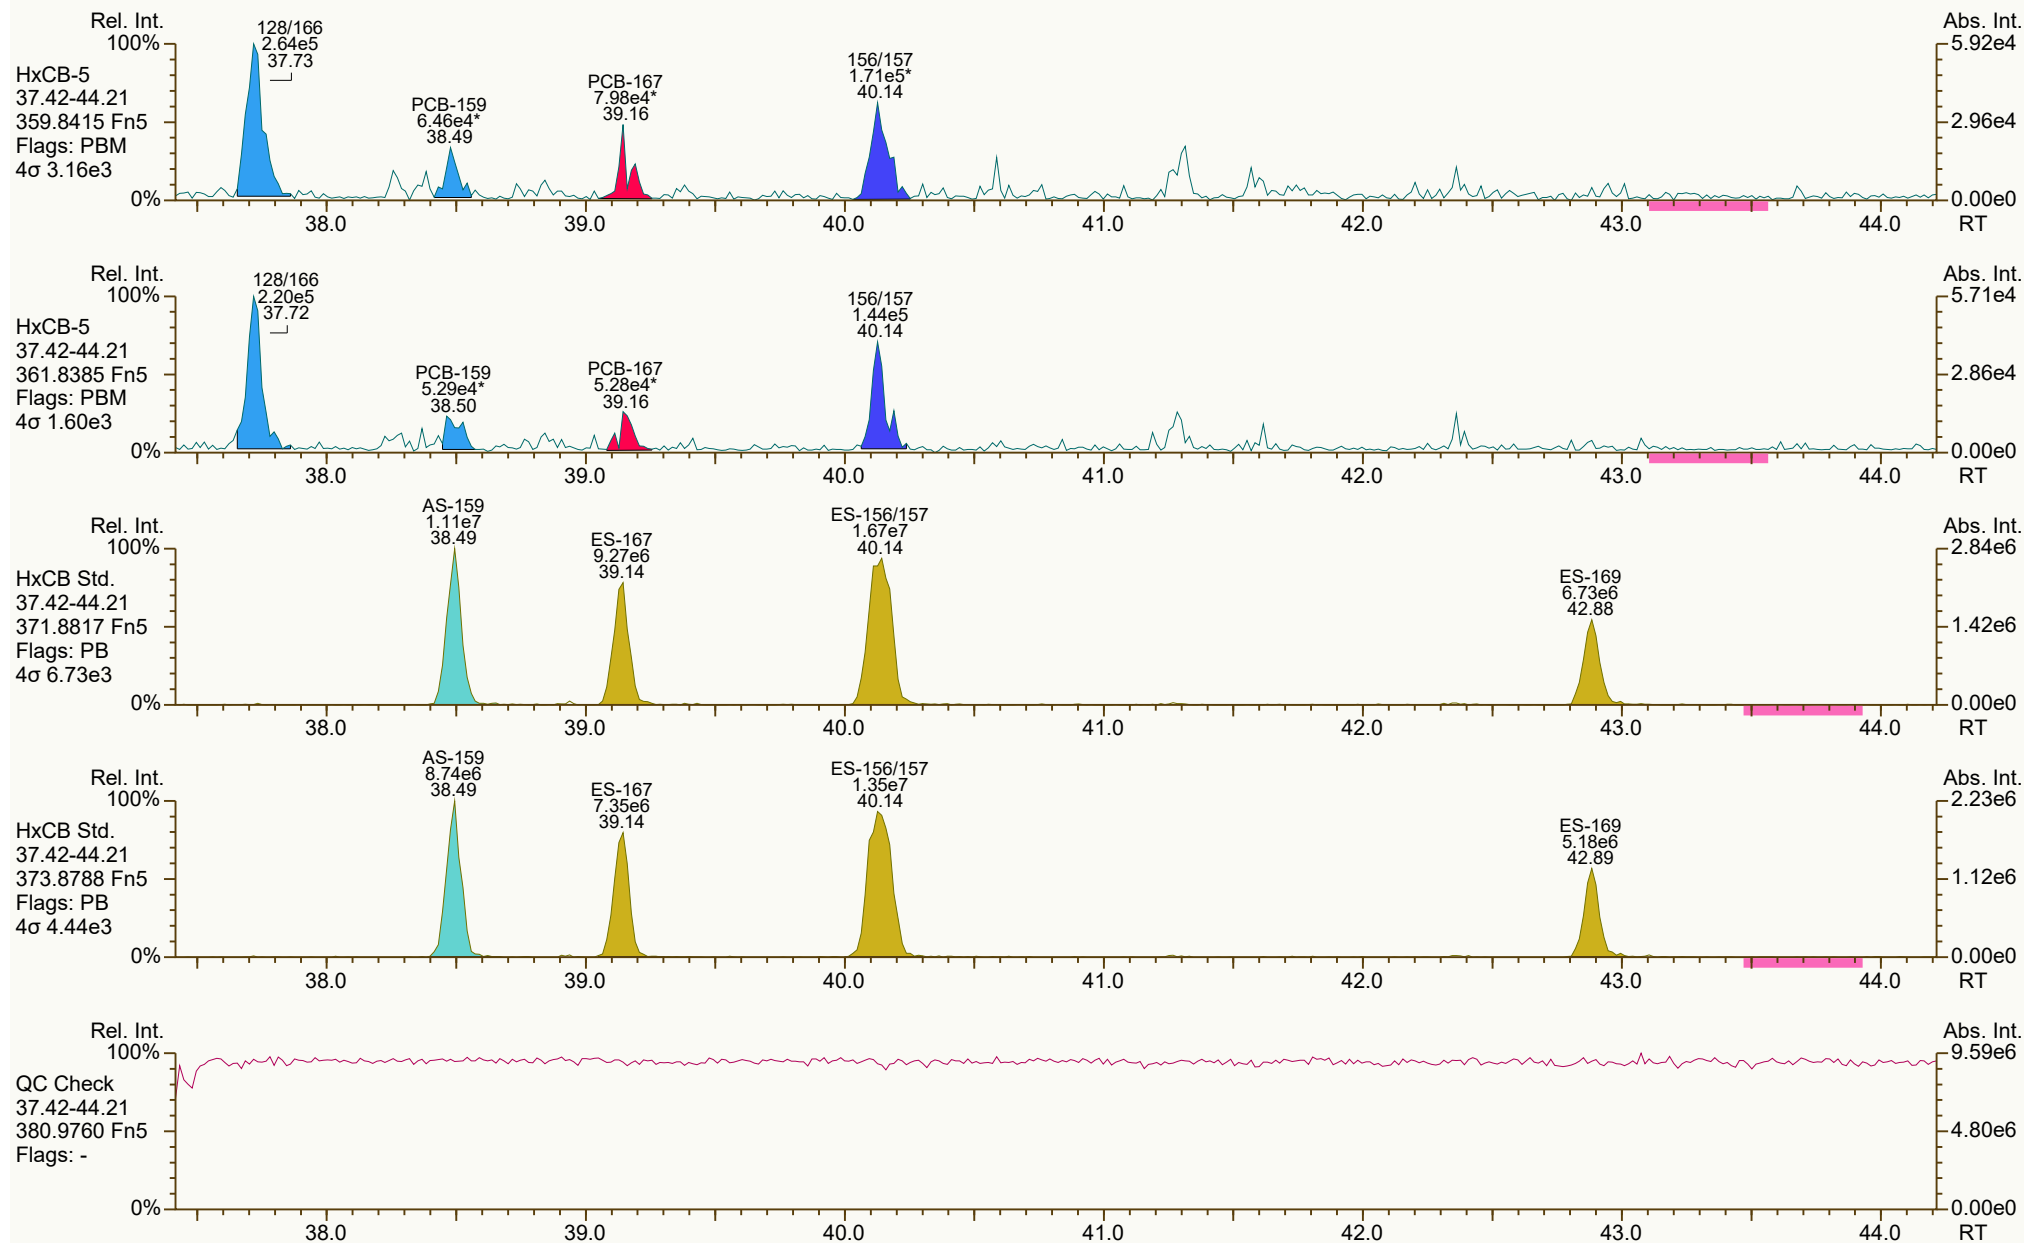 Rel. Int.
100%
5%
0%
HxCB-5
37.42-44.21
359.8415 Fn5
Flags: PBM
4σ 3.16e3
128/166
2.64e5
37.73
PCB-159
6.46e4*
38.49
PCB-167
7.98e4*
39.16
156/157
1.71e5*
40.14
Abs. Int.
5.92e4
2.96e4
0.00e0
38.0 39.0 40.0 41.0 42.0 43.0 44.0 RT
Rel. Int.
100%
5%
0%
HxCB-5
37.42-44.21
361.8385 Fn5
Flags: PBM
4σ 1.60e3
128/166
2.20e5
37.72
PCB-159
5.29e4*
38.50
PCB-167
5.28e4*
39.16
156/157
1.44e5
40.14
Abs. Int.
5.71e4
2.86e4
0.00e0
38.0 39.0 40.0 41.0 42.0 43.0 44.0 RT
Rel. Int.
100%
0%
HxCB Std.
37.42-44.21
371.8817 Fn5
Flags: PB
4σ 6.73e3
AS-159
1.11e7
38.49
ES-167
9.27e6
39.14
ES-156/157
1.67e7
40.14
ES-169
6.73e6
42.88
Abs. Int.
2.84e6
1.42e6
0.00e0
38.0 39.0 40.0 41.0 42.0 43.0 44.0 RT
Rel. Int.
100%
0%
HxCB Std.
37.42-44.21
373.8788 Fn5
Flags: PB
4σ 4.44e3
AS-159
8.74e6
38.49
ES-167
7.35e6
39.14
ES-156/157
1.35e7
40.14
ES-169
5.18e6
42.89
Abs. Int.
2.23e6
1.12e6
0.00e0
38.0 39.0 40.0 41.0 42.0 43.0 44.0 RT
Rel. Int.
100%
0%
QC Check
37.42-44.21
380.9760 Fn5
Flags: -
Abs. Int.
9.59e6
4.80e6
0.00e0
38.0 39.0 40.0 41.0 42.0 43.0 44.0 RT